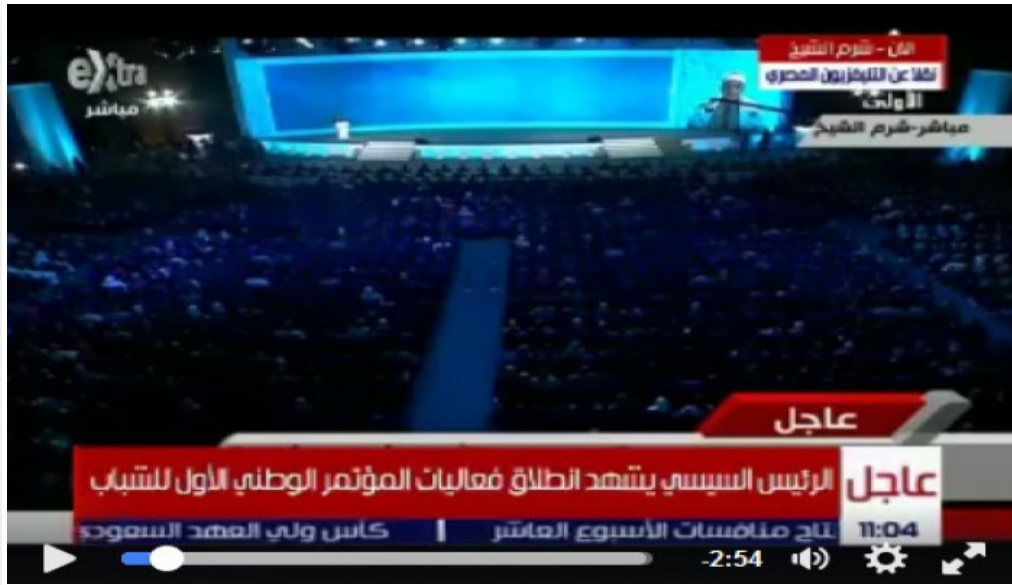 extra
مباشر
الآن - شرم الشيخ
نقلا عن التليفزيون المصري
الأولى
مباشر-شرم الشيخ
عاجل
عاجل
الرئيس السيسي يشهد انطلاق فعاليات المؤتمر الوطني الأول للشباب
11:04
منافسات الأسبوع العاشر | كأس ولي العهد السعودي
-2:54